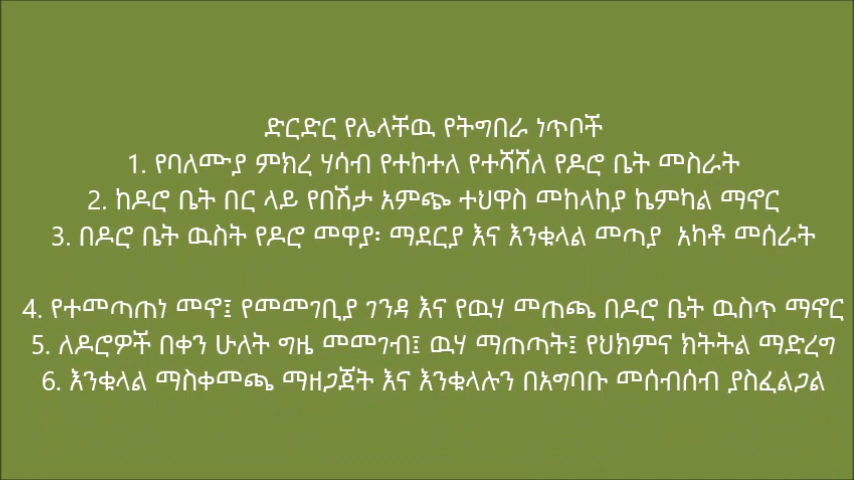 ድርድር የሌላቸዉ የትግበራ ነጥቦች
1. የባለሙያ ምክረ ሃሳብ የተከተለ የተሻሻለ የዶሮ ቤት መስራት
2. ከዶሮ ቤት በር ላይ የበሽታ አምጭ ተህዋስ መከላከያ ኬምካል ማኖር
3. በዶሮ ቤት ዉስት የዶሮ መዋያ፡ ማደርያ እና እንቁላል መጣያ አካቶ መሰራት
4. የተመጣጠነ መኖ፤ የመመገቢያ ገንዳ እና የዉሃ መጠጫ በዶሮ ቤት ዉስጥ ማኖር
5. ለዶሮዎች በቀን ሁለት ግዜ መመገብ፤ ዉሃ ማጠጣት፤ የህክምና ክትትል ማድረግ
6. እንቁላል ማስቀመጫ ማዘጋጀት እና እንቁላሉን በአግባቡ መሰብሰብ ያስፈልጋል